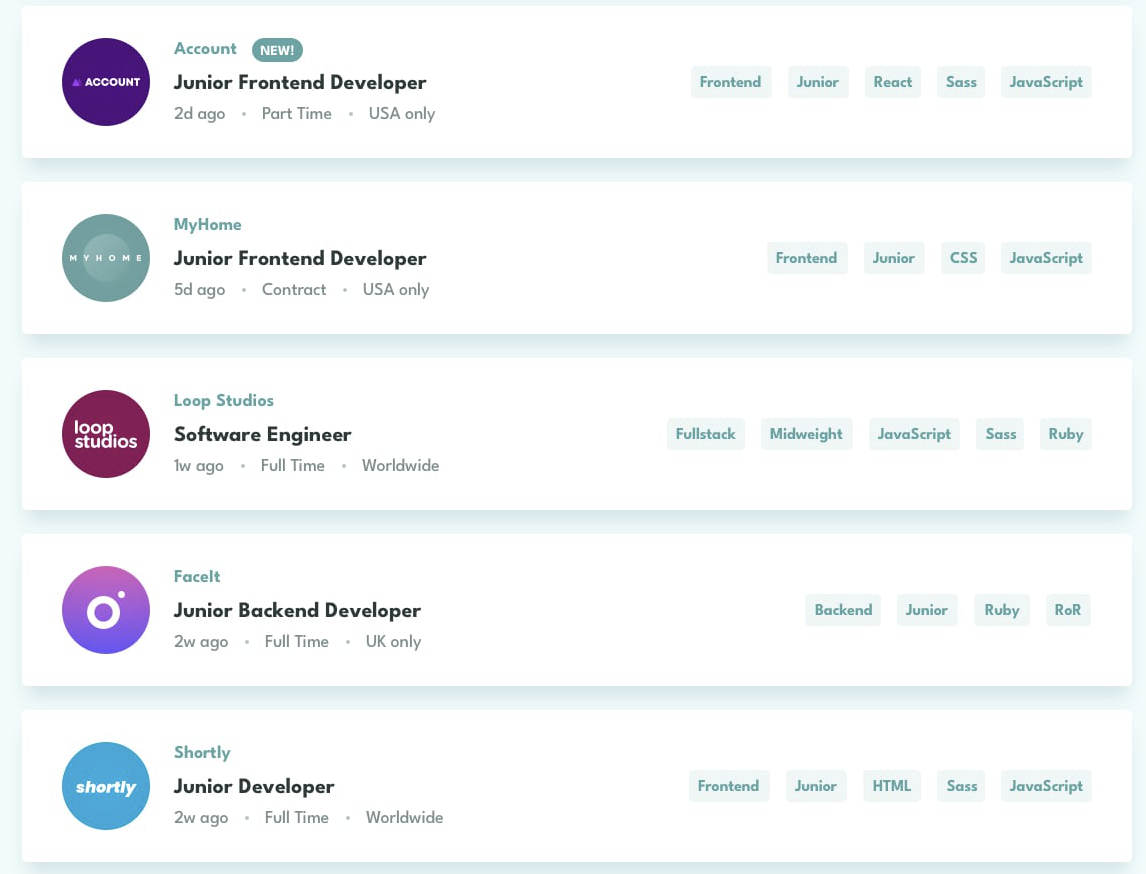 ACCOUNT
Account NEW!
Junior Frontend Developer
2d ago • Part Time • USA only
Frontend Junior React Sass JavaScript
MYHOME
MyHome
Junior Frontend Developer
5d ago • Contract • USA only
Frontend Junior CSS JavaScript
loop
studios
Loop Studios
Software Engineer
1w ago • Full Time • Worldwide
Fullstack Midweight JavaScript Sass Ruby
FaceIt
Junior Backend Developer
2w ago • Full Time • UK only
Backend Junior Ruby RoR
shortly
Shortly
Junior Developer
2w ago • Full Time • Worldwide
Frontend Junior HTML Sass JavaScript